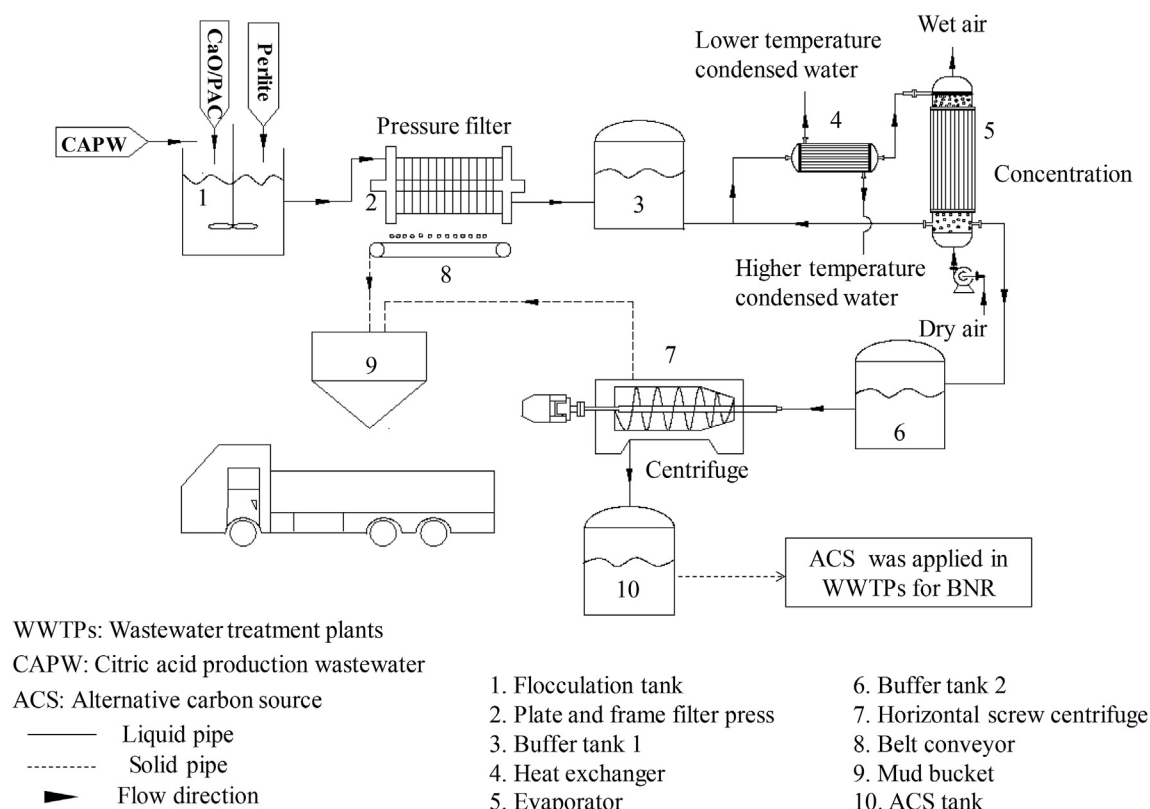 CAPW
CaO/PAC
Perlite
1
Pressure filter
2
8
3
Lower temperature
condensed water
4
Higher temperature
condensed water
Wet air
5
Concentration
Dry air
6
7
Centrifuge
9
10
ACS was applied in
WWTPs for BNR
WWTPs: Wastewater treatment plants
CAPW: Citric acid production wastewater
ACS: Alternative carbon source
Liquid pipe
Solid pipe
Flow direction
1. Flocculation tank
2. Plate and frame filter press
3. Buffer tank 1
4. Heat exchanger
5. Evaporator
6. Buffer tank 2
7. Horizontal screw centrifuge
8. Belt conveyor
9. Mud bucket
10. ACS tank